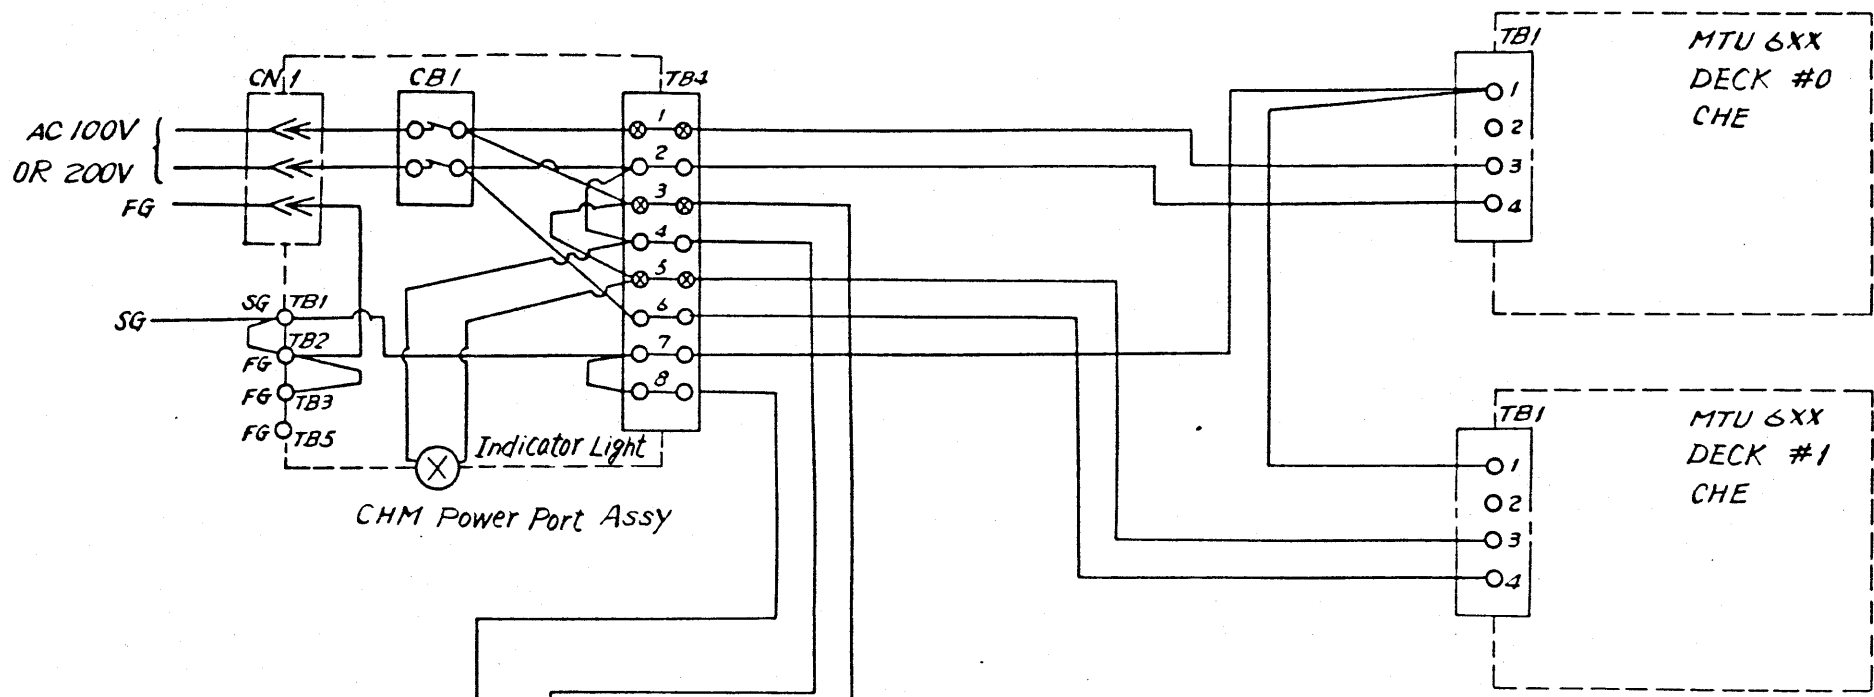 CN1
CB1
TB4
AC 100V
OR 200V
FG
SG
SG
TB1
TB2
FG
FG
TB3
FG
TB5
1
2
3
4
5
6
7
8
Indicator Light
CHM Power Port Assy
TB1
1
2
3
4
MTU 6XX
DECK #0
CHE
TB1
1
2
3
4
MTU 6XX
DECK #1
CHE